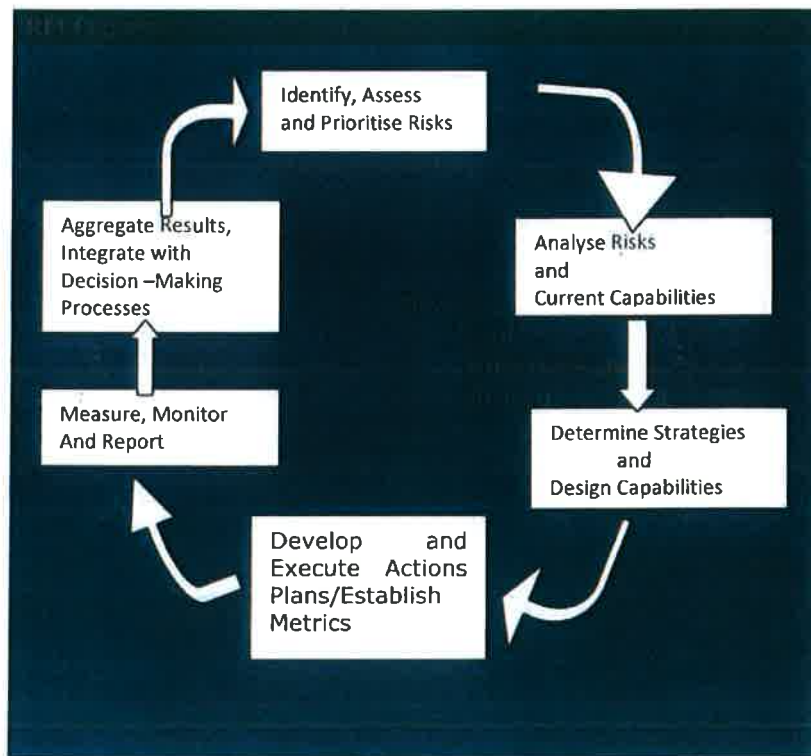 Identify, Assess
and Prioritise Risks
Analyse Risks
and
Current Capabilities
Determine Strategies
and
Design Capabilities
Develop and
Execute Actions
Plans/Establish
Metrics
Measure, Monitor
And Report
Aggregate Results,
Integrate with
Decision –Making
Processes